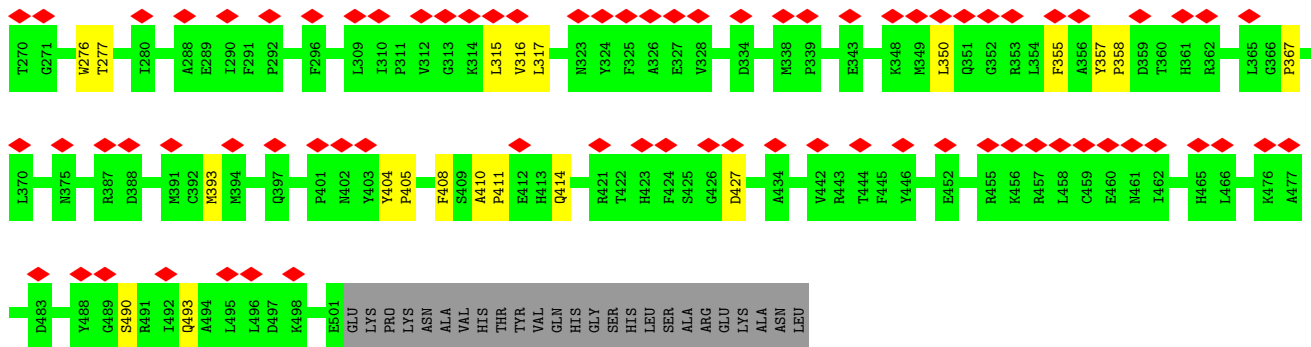 T270 G271 W276 T277 I280 A288 E289 I290 F291 P292 F296 L309 I310 P311 V312 G313 K314 L315 V316 L317 N323 Y324 F325 A326 E327 V328 D334 M338 P339 E343 K348 M349 L350 Q351 G352 R353 L354 F355 A356 Y357 P358 D359 T360 H361 R362 L365 G366 P367
L370 N375 R387 D388 M391 C392 M393 M394 Q397 P401 N402 Y403 Y404 P405 F408 S409 A410 P411 E412 H413 Q414 R421 T422 H423 F424 S425 G426 D427 A434 V442 R443 T444 F445 Y446 E452 R455 K456 R457 L458 C459 E460 N461 I462 H465 L466 K476 A477
D483 Y488 G489 S490 R491 I492 Q493 A494 L495 L496 D497 K498 E501 GLU LYS PRO LYS ASN ALA VAL HIS THR TYR VAL GLN HIS GLY SER HIS LEU SER ALA ARG GLU LYS ALA ASN LEU